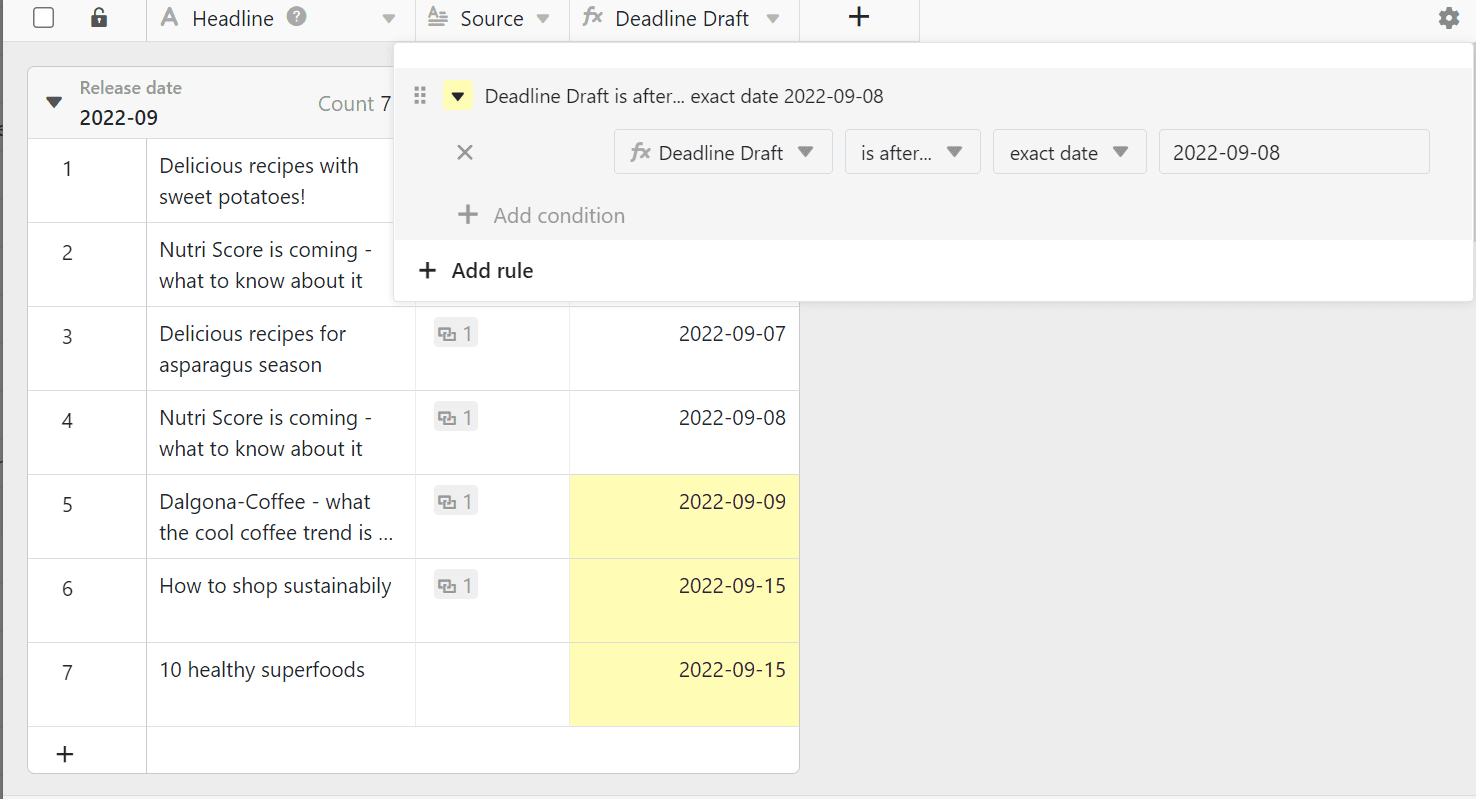 Headline ? Source Deadline Draft
Release date
2022-09
Count 7
Deadline Draft is after... exact date 2022-09-08
Deadline Draft is after... exact date 2022-09-08
Add condition
Add rule
1 Delicious recipes with
sweet potatoes!
2 Nutri Score is coming -
what to know about it
3 Delicious recipes for
asparagus season
1 2022-09-07
4 Nutri Score is coming -
what to know about it
1 2022-09-08
5 Dalgona-Coffee - what
the cool coffee trend is ...
1 2022-09-09
6 How to shop sustainabily 1 2022-09-15
7 10 healthy superfoods 2022-09-15